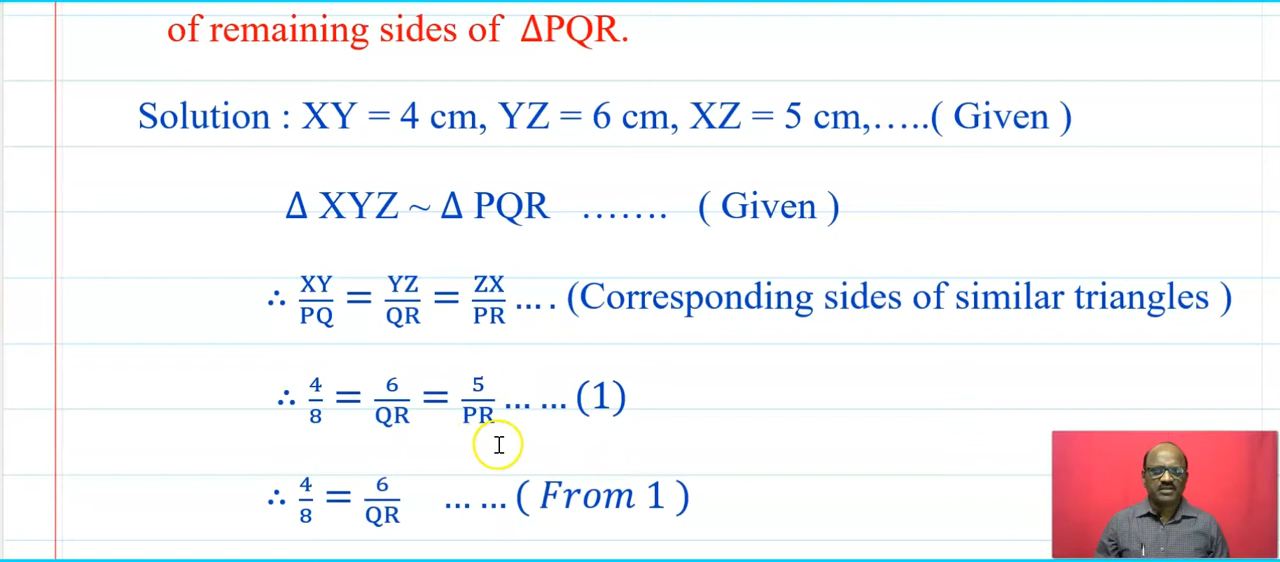 of remaining sides of ΔPQR.
Solution : XY = 4 cm, YZ = 6 cm, XZ = 5 cm,.....( Given )
Δ XYZ ~ Δ PQR ....... ( Given )
∴ XY/PQ = YZ/QR = ZX/PR .... (Corresponding sides of similar triangles )
∴ 4/8 = 6/QR = 5/PR ... ... (1)
∴ 4/8 = 6/QR ... ... ( From 1 )